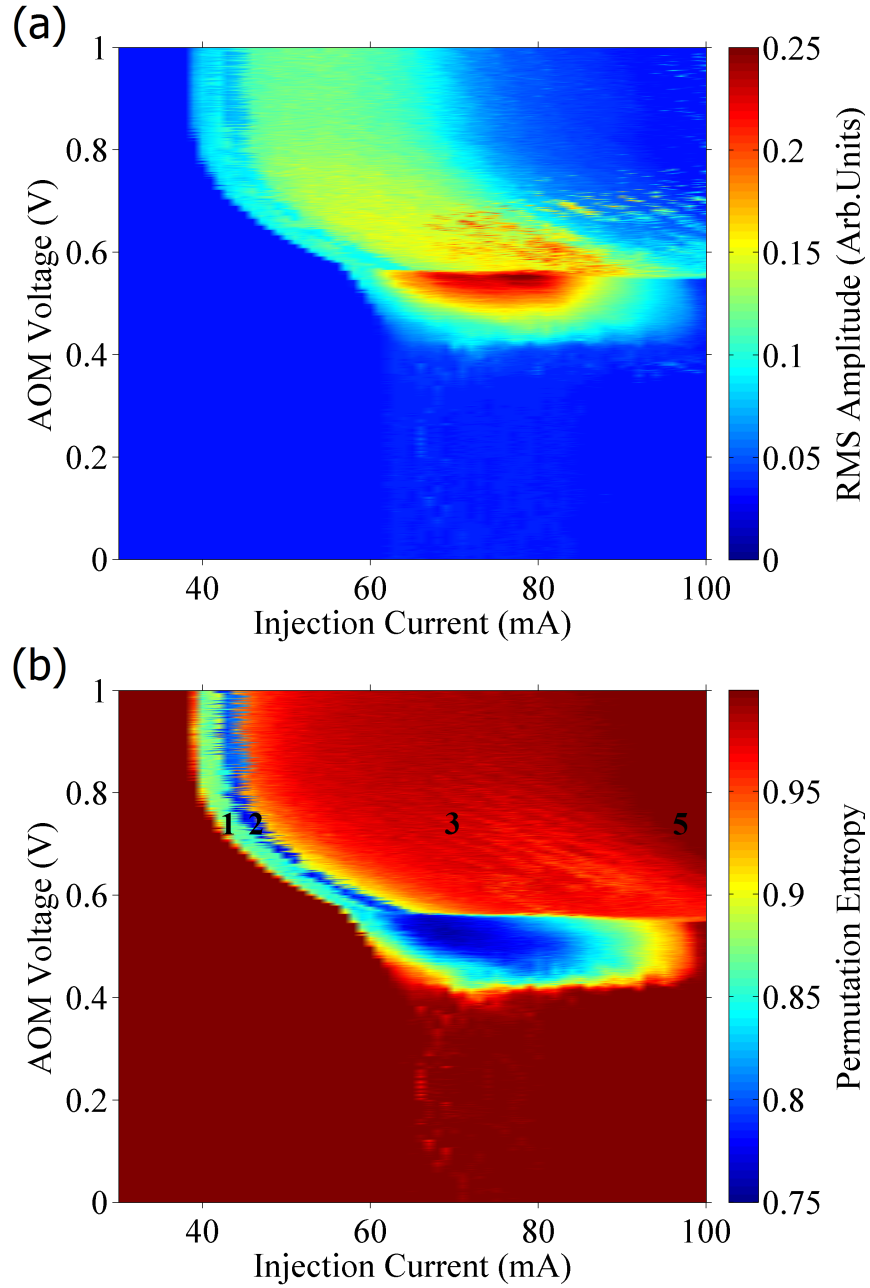 (a)
1
0.8
0.6
0.4
0.2
0
AOM Voltage (V)
40 60 80 100
Injection Current (mA)
0.25
0.2
0.15
0.1
0.05
0
RMS Amplitude (Arb.Units)
(b)
1
0.8
0.6
0.4
0.2
0
AOM Voltage (V)
1 2 3 5
40 60 80 100
Injection Current (mA)
0.95
0.9
0.85
0.8
0.75
Permutation Entropy